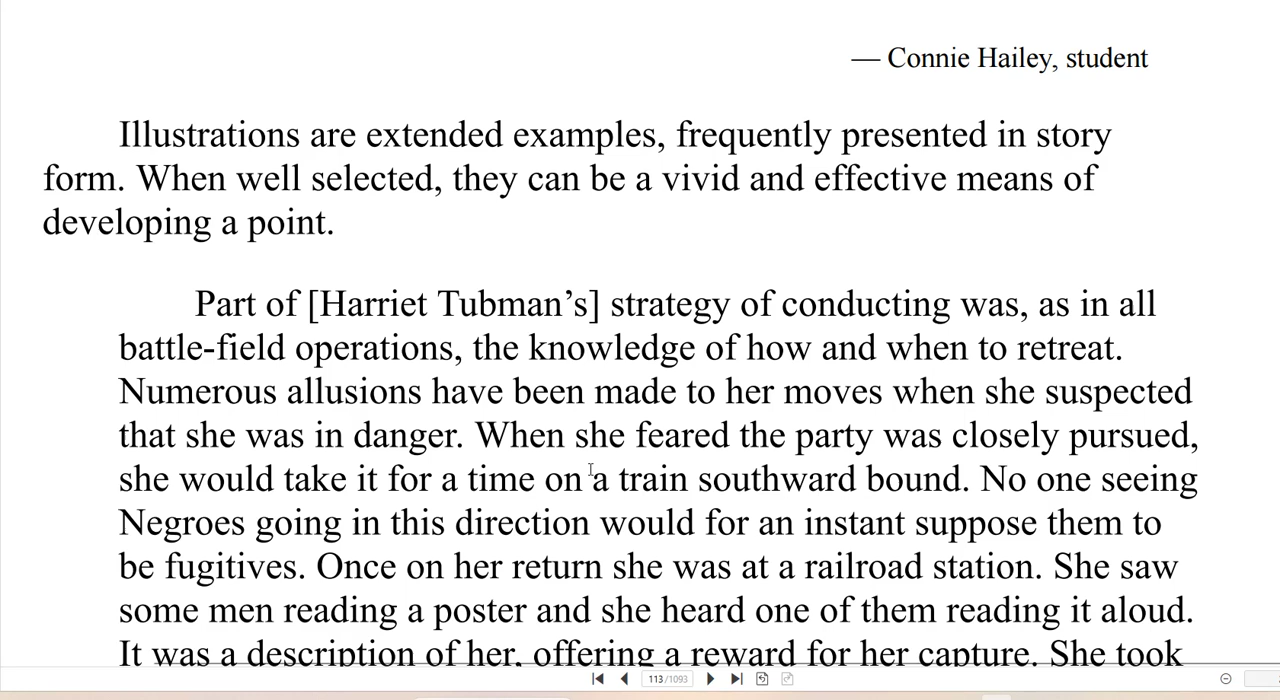 — Connie Hailey, student
Illustrations are extended examples, frequently presented in story
form. When well selected, they can be a vivid and effective means of
developing a point.
Part of [Harriet Tubman’s] strategy of conducting was, as in all
battle-field operations, the knowledge of how and when to retreat.
Numerous allusions have been made to her moves when she suspected
that she was in danger. When she feared the party was closely pursued,
she would take it for a time on a train southward bound. No one seeing
Negroes going in this direction would for an instant suppose them to
be fugitives. Once on her return she was at a railroad station. She saw
some men reading a poster and she heard one of them reading it aloud.
It was a description of her, offering a reward for her capture. She took
113/1093